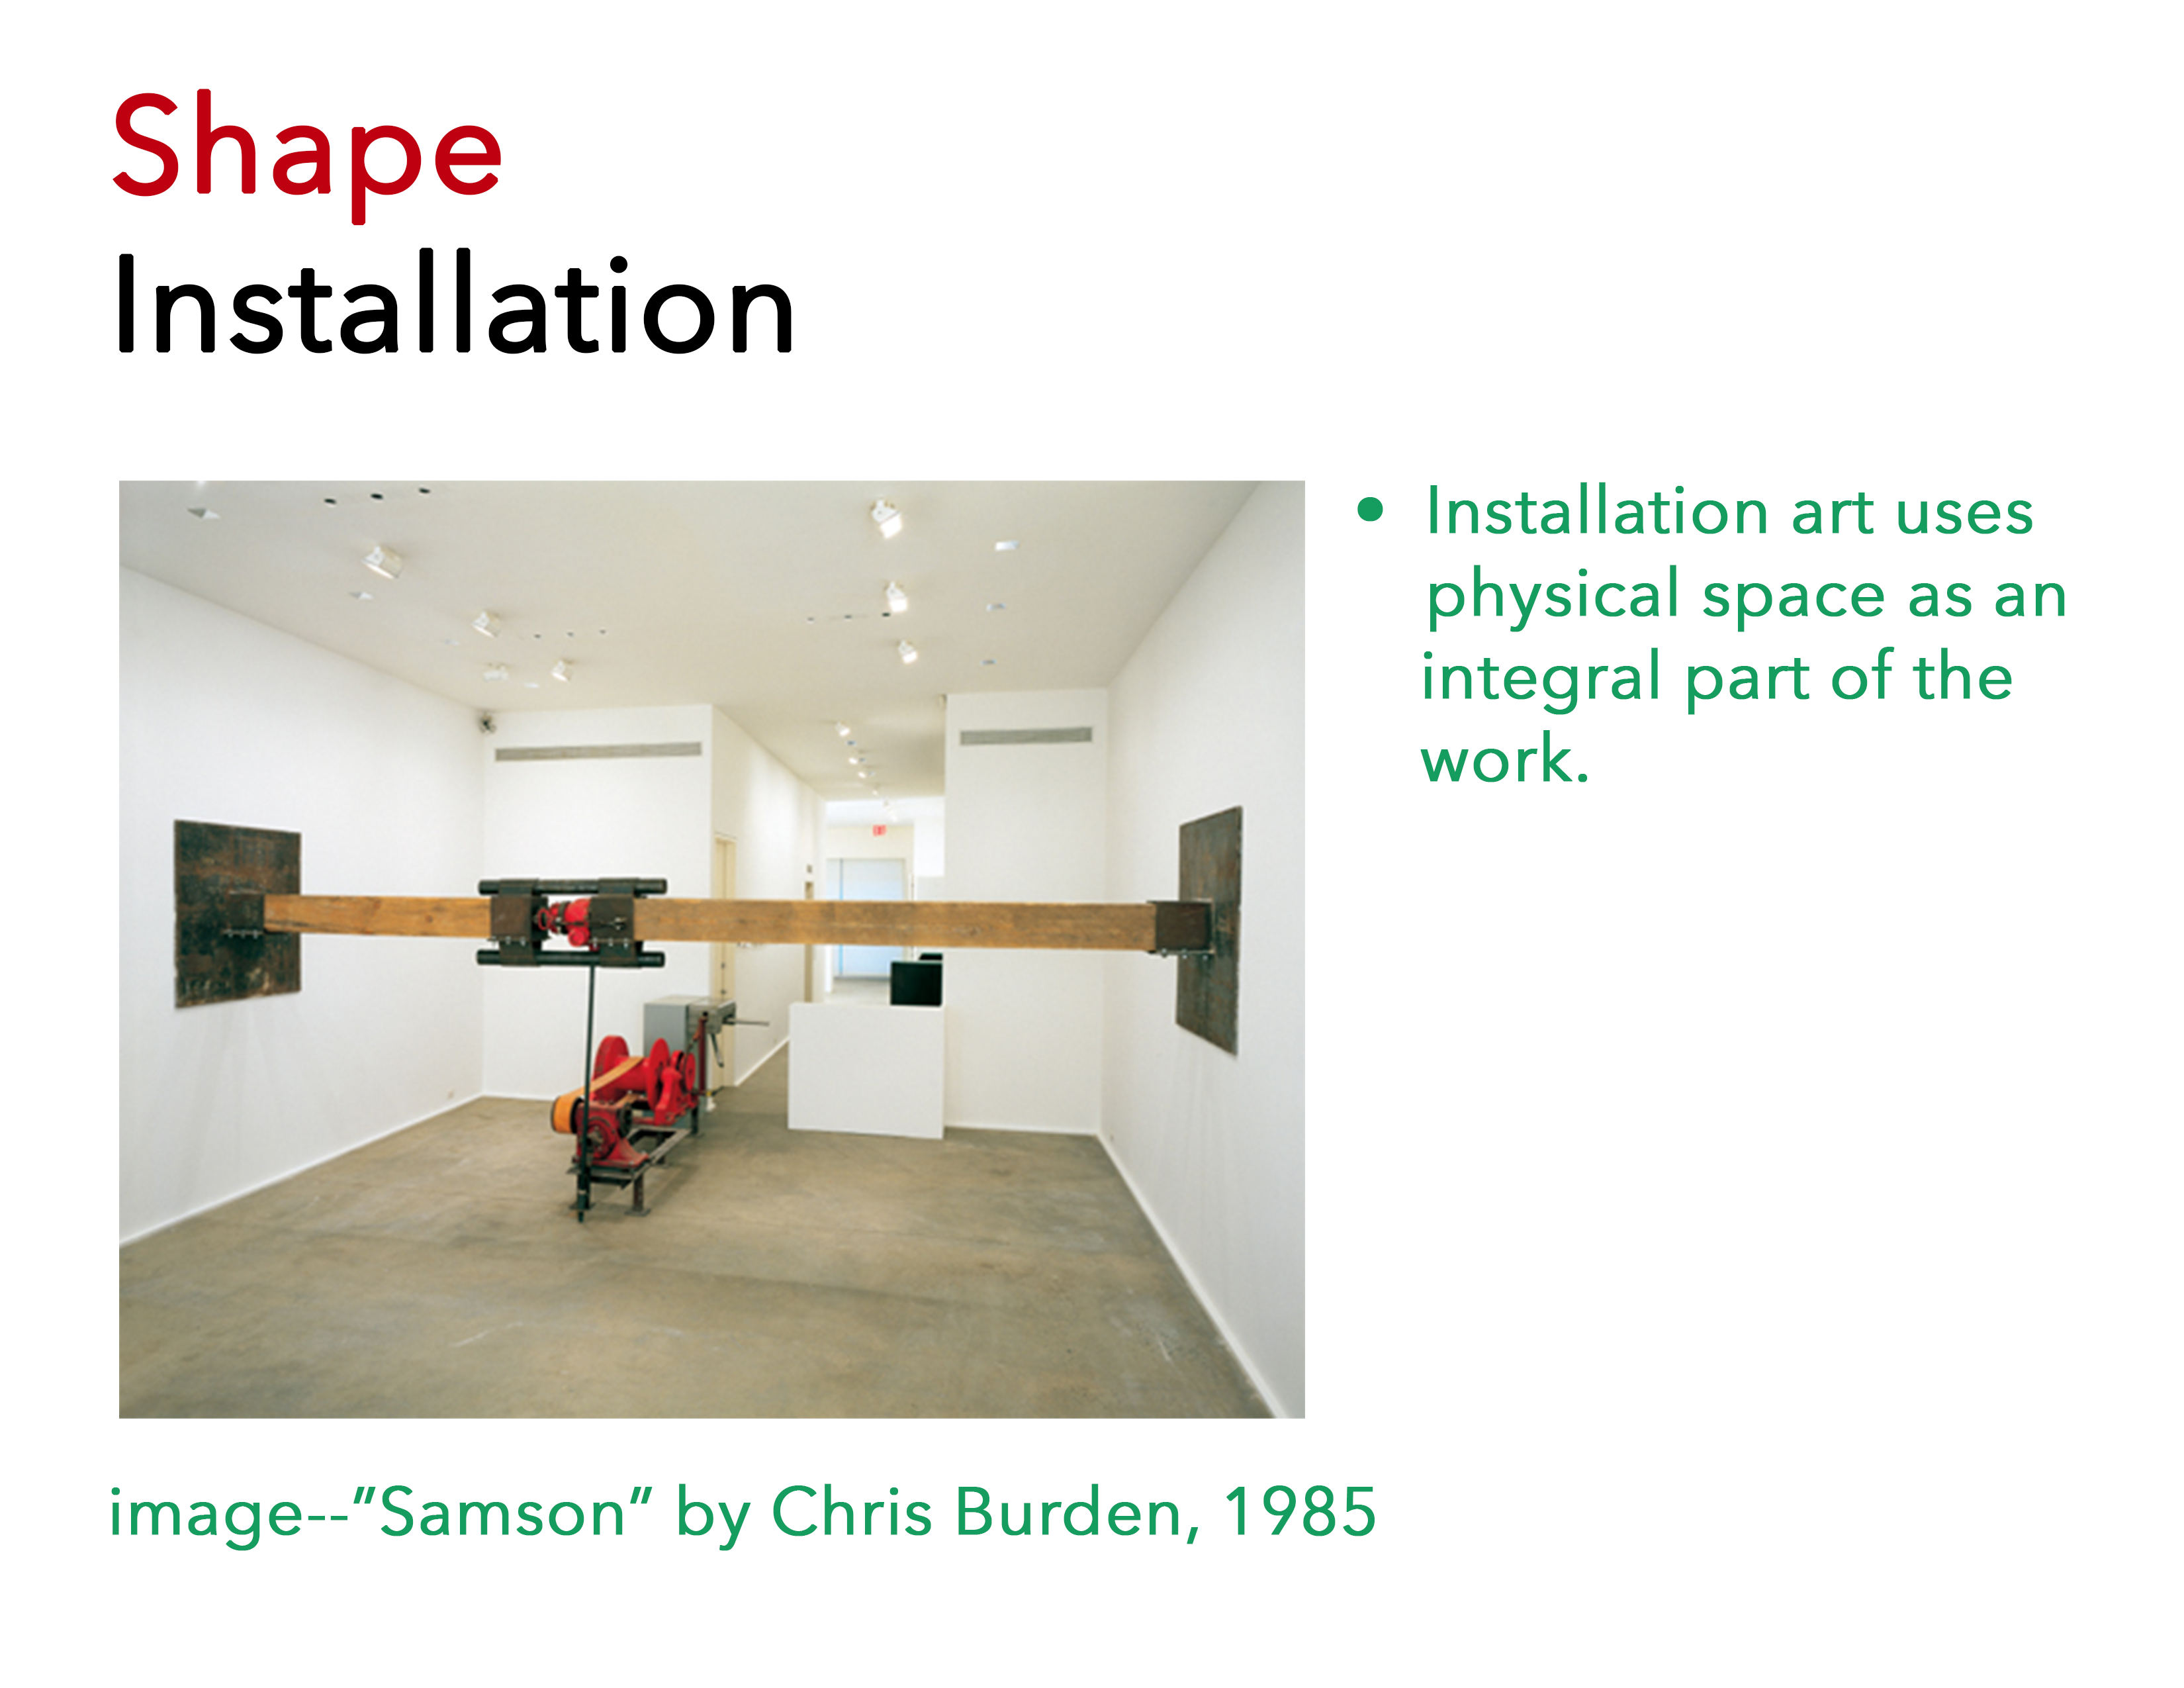 Shape
Installation
• Installation art uses
physical space as an
integral part of the
work.
image--"Samson" by Chris Burden, 1985